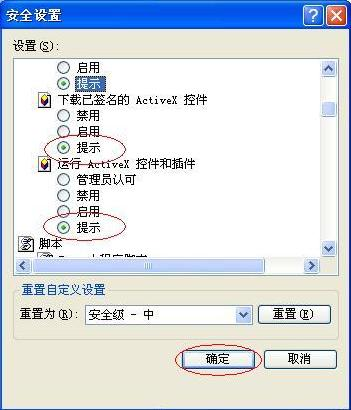 安全设置
设置(S):
启用
提示
下载已签名的 ActiveX 控件
禁用
启用
提示
运行 ActiveX 控件和插件
管理员认可
禁用
启用
提示
脚本
重置自定义设置
重置为(R): 安全级 - 中 重置(E)
确定 取消